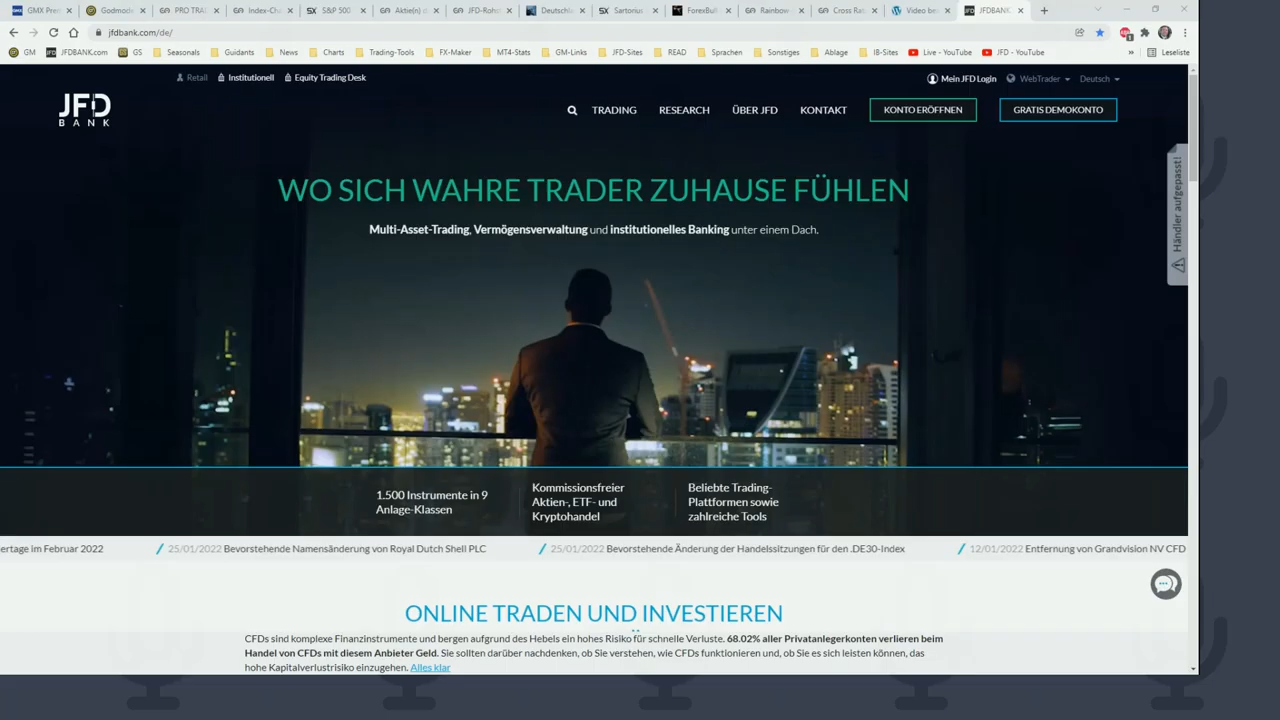 GMX Prem
Godmode
PRO TRAD
Index-Cha
S&P 500
Aktie(n) d
JFD-Rohst
Deutschla
Sartorius
ForexBull
Rainbow-
Cross Rat
Video be
JFDBANK.
jfdbank.com/de/
GM
JFDBANK.com
GS
Seasonals
Guidants
News
Charts
Trading-Tools
FX-Maker
MT4-Stats
GM-Links
JFD-Sites
READ
Sprachen
Sonstiges
Ablage
IB-Sites
Live - YouTube
JFD - YouTube
»
Leseliste
Retail
Institutionell
Equity Trading Desk
Mein JFD Login
WebTrader
Deutsch
JFD
BANK
TRADING
RESEARCH
ÜBER JFD
KONTAKT
KONTO ERÖFFNEN
GRATIS DEMOKONTO
Händler aufgepasst!
WO SICH WAHRE TRADER ZUHAUSE FÜHLEN
Multi-Asset-Trading, Vermögensverwaltung und institutionelles Banking unter einem Dach.
1.500 Instrumente in 9
Anlage-Klassen
Kommissionsfreier
Aktien-, ETF- und
Kryptohandel
Beliebte Trading-
Plattformen sowie
zahlreiche Tools
ertage im Februar 2022
25/01/2022 Bevorstehende Namensänderung von Royal Dutch Shell PLC
25/01/2022 Bevorstehende Änderung der Handelssitzungen für den .DE30-Index
12/01/2022 Entfernung von Grandvision NV CFD
ONLINE TRADEN UND INVESTIEREN
CFDs sind komplexe Finanzinstrumente und bergen aufgrund des Hebels ein hohes Risiko für schnelle Verluste. 68.02% aller Privatanlegerkonten verlieren beim
Handel von CFDs mit diesem Anbieter Geld. Sie sollten darüber nachdenken, ob Sie verstehen, wie CFDs funktionieren und, ob Sie es sich leisten können, das
hohe Kapitalverlustrisiko einzugehen. Alles klar